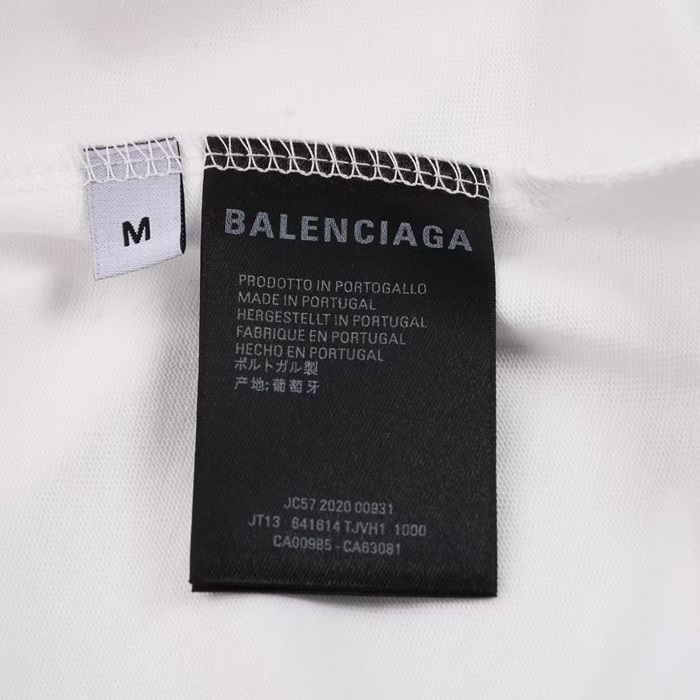 M
BALENCIAGA
PRODOTTO IN PORTOGALLO
MADE IN PORTUGAL
HERGESTELLT IN PORTUGAL
FABRIQUE EN PORTUGAL
HECHO EN PORTUGAL
ポルトガル製
产地:葡萄牙
JC57 2020 00931
JT13 641614 TJVH1 1000
CA00985 - CA63081